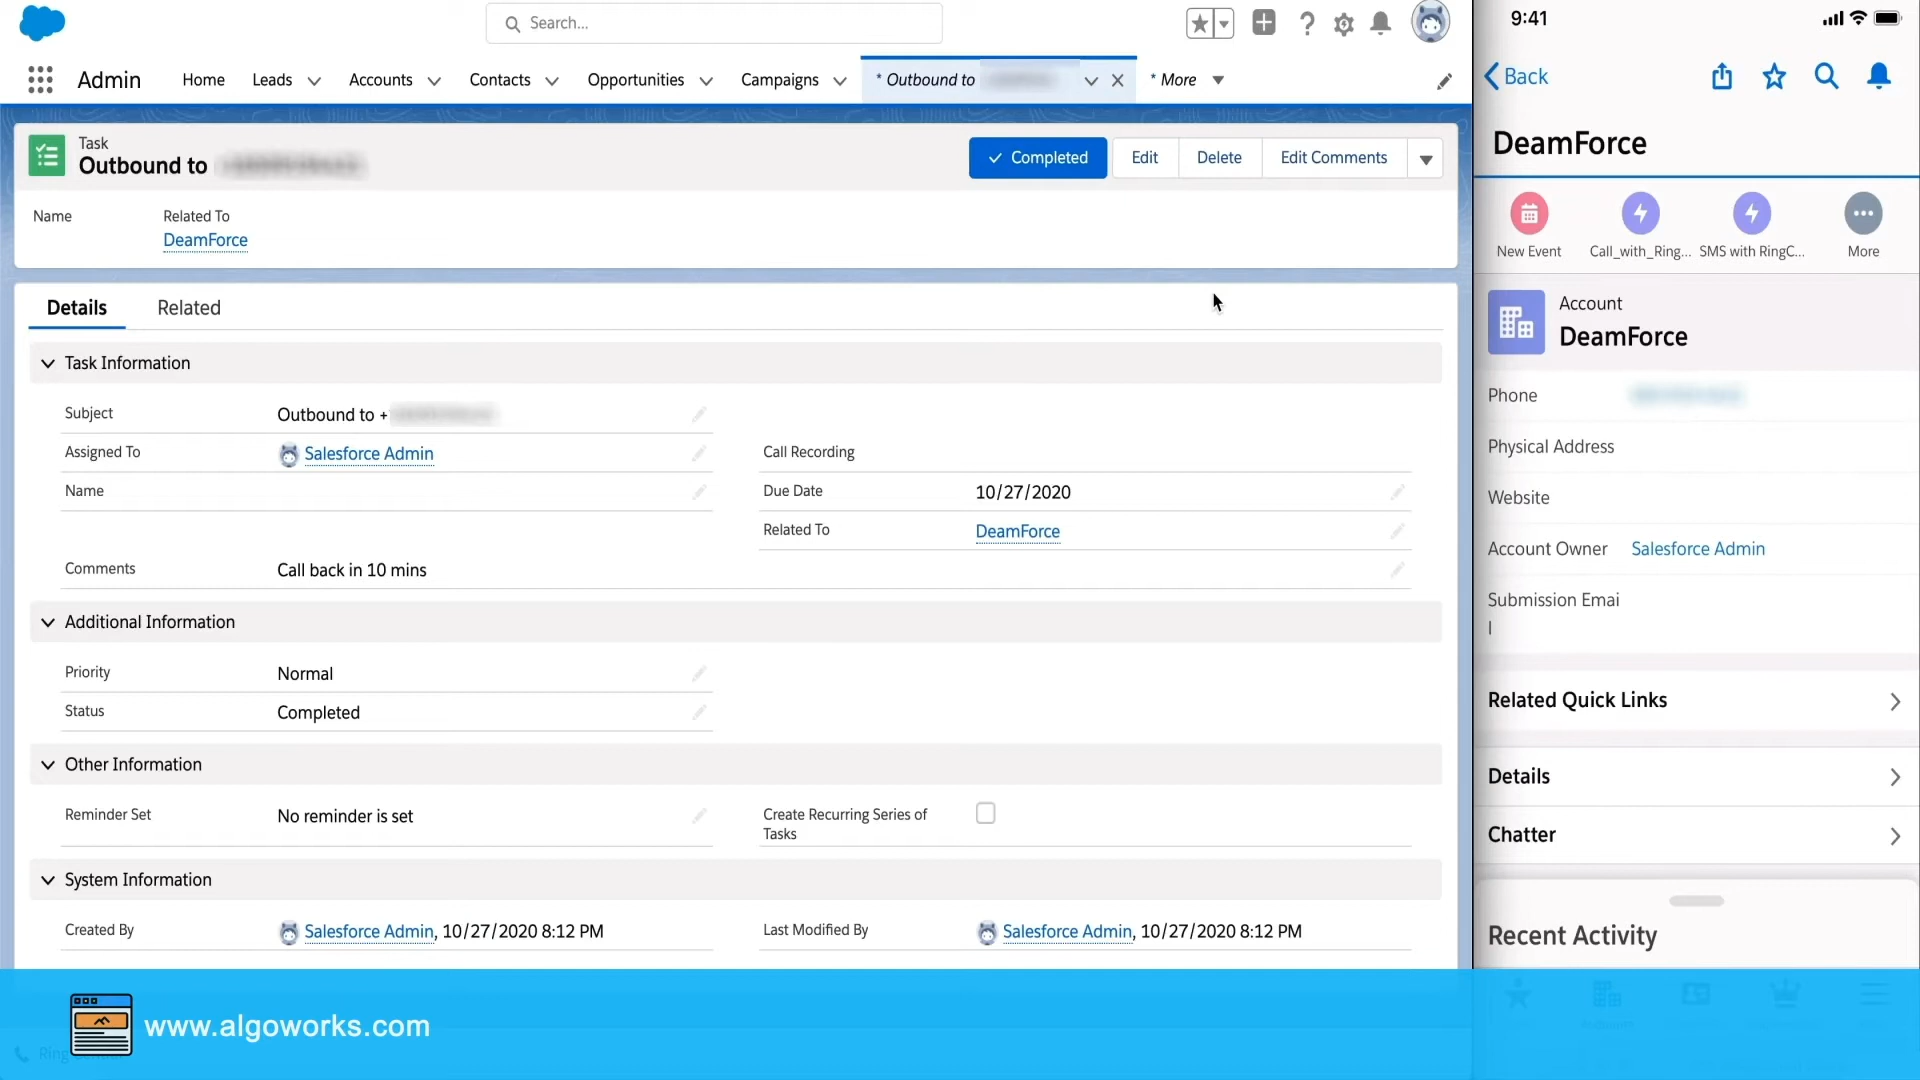 Search...
Admin
Home
Leads
Accounts
Contacts
Opportunities
Campaigns
* Outbound to
* More
Task
Outbound to
Completed
Edit
Delete
Edit Comments
Name
Related To
DeamForce
Details
Related
Task Information
Subject
Outbound to +
Assigned To
Salesforce Admin
Call Recording
Name
Due Date
10/27/2020
Related To
DeamForce
Comments
Call back in 10 mins
Additional Information
Priority
Normal
Status
Completed
Other Information
Reminder Set
No reminder is set
Create Recurring Series of
Tasks
System Information
Created By
Salesforce Admin, 10/27/2020 8:12 PM
Last Modified By
Salesforce Admin, 10/27/2020 8:12 PM
www.algoworks.com
9:41
Back
DeamForce
New Event
Call_with_Ring...
SMS with RingC...
More
Account
DeamForce
Phone
Physical Address
Website
Account Owner
Salesforce Admin
Submission Emai
l
Related Quick Links
Details
Chatter
Recent Activity